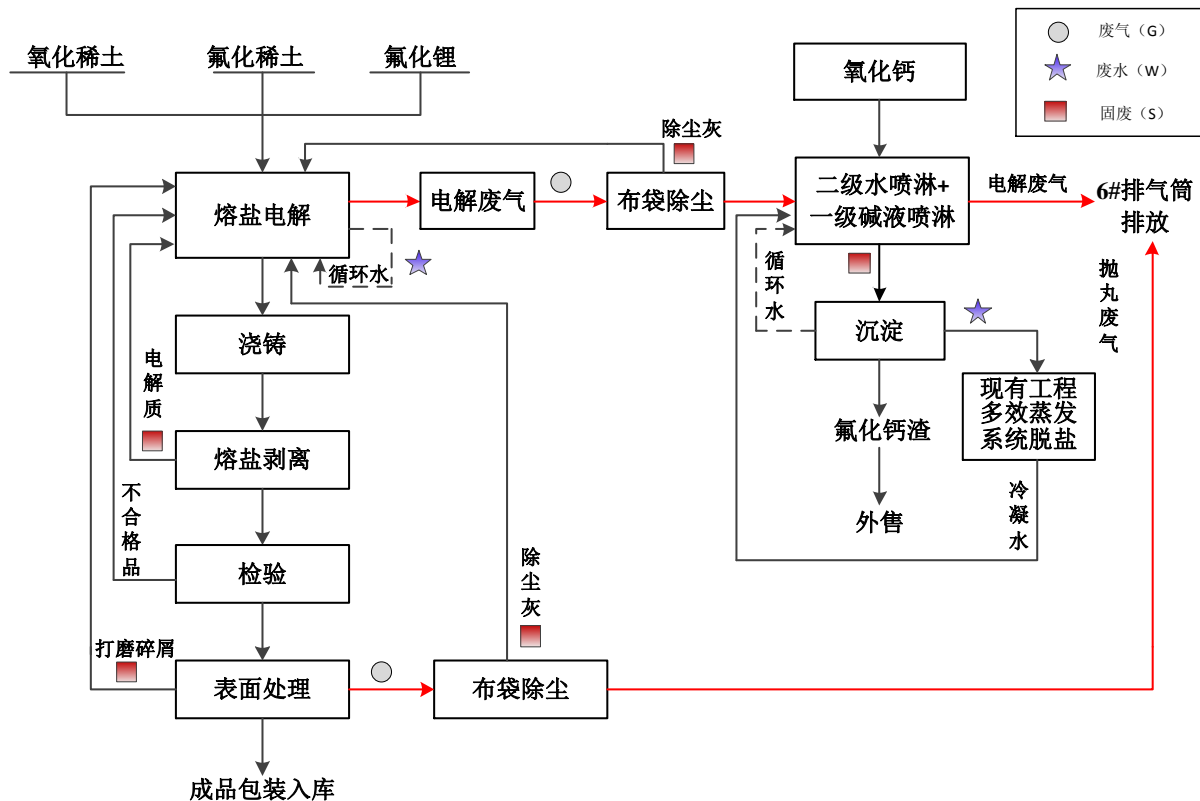 氧化稀土
氟化稀土
氟化锂
氧化钙
废气（G）
废水（W）
固废（S）
除尘灰
熔盐电解
电解废气
布袋除尘
二级水喷淋+
一级碱液喷淋
电解废气
6#排气筒
排放
循环水
循环水
抛丸废气
浇铸
沉淀
电解质
现有工程
多效蒸发
系统脱盐
氟化钙渣
熔盐剥离
不合格品
冷凝水
外售
除尘灰
检验
打磨碎屑
表面处理
布袋除尘
成品包装入库